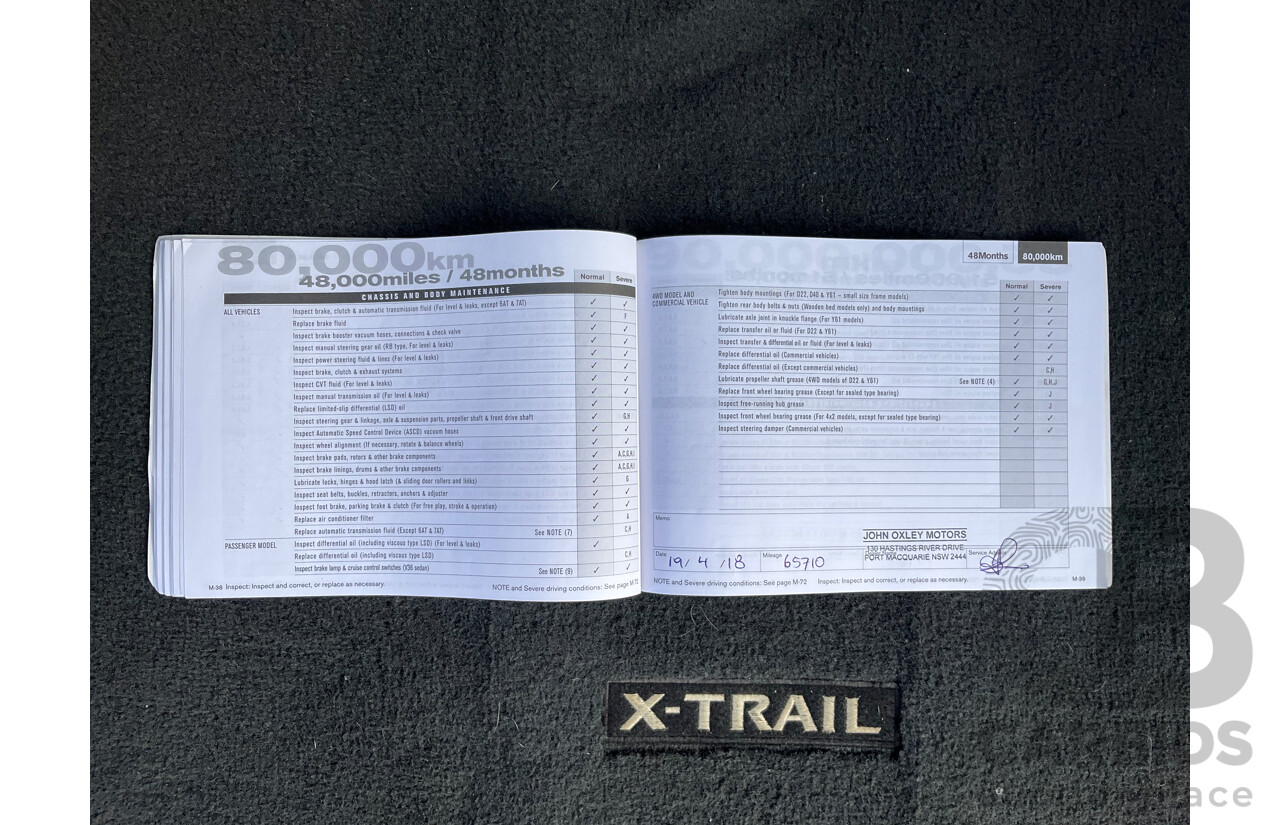 80,000km
48,000miles / 48months
Normal Severe
CHASSIS AND BODY MAINTENANCE
ALL VEHICLES
Inspect brake, clutch & automatic transmission fluid (For level & leaks, except 6AT & 7AT) ✓ ✓
Replace brake fluid ✓ F
Inspect brake booster vacuum hoses, connections & check valve ✓ ✓
Inspect manual steering gear oil (RB type, For level & leaks) ✓ ✓
Inspect power steering fluid & lines (For level & leaks) ✓ ✓
Inspect brake, clutch & exhaust systems ✓ ✓
Inspect CVT fluid (For level & leaks) ✓ ✓
Inspect manual transmission oil (For level & leaks) ✓ ✓
Replace limited-slip differential (LSD) oil ✓ ✓
Inspect steering gear & linkage, axle & suspension parts, propeller shaft & front drive shaft ✓ G,H
Inspect Automatic Speed Control Device (ASCD) vacuum hoses ✓ ✓
Inspect wheel alignment (If necessary, rotate & balance wheels) ✓ ✓
Inspect brake pads, rotors & other brake components ✓ A,C,G,H,I
Inspect brake linings, drums & other brake components ✓ A,C,G,H,I
Lubricate locks, hinges & hood latch (& sliding door rollers and links) ✓ G
Inspect seat belts, buckles, retractors, anchors & adjuster ✓ ✓
Inspect foot brake, parking brake & clutch (For free play, stroke & operation) ✓ ✓
Replace air conditioner filter ✓ A
Replace automatic transmission fluid (Except 6AT & 7AT) See NOTE (7) C,H
PASSENGER MODEL
Inspect differential oil (including viscous type LSD) (For level & leaks) ✓
Replace differential oil (including viscous type LSD) C,H
Inspect brake lamp & cruise control switches (V36 sedan) See NOTE (9) ✓ ✓
M-38 Inspect: Inspect and correct, or replace as necessary.
NOTE and Severe driving conditions: See page M-72
48Months 80,000km
Normal Severe
4WD MODEL AND
COMMERCIAL VEHICLE
Tighten body mountings (For D22, D40 & Y61 – small size frame models) ✓ ✓
Tighten rear body bolts & nuts (Wooden bed models only) and body mountings ✓ ✓
Lubricate axle joint in knuckle flange (For Y61 models) ✓ ✓
Replace transfer oil or fluid (For D22 & Y61) ✓ ✓
Inspect transfer & differential oil or fluid (For level & leaks) ✓ ✓
Replace differential oil (Commercial vehicles) ✓ ✓
Replace differential oil (Except commercial vehicles) C,H
Lubricate propeller shaft grease (4WD models of D22 & Y61) See NOTE (4) ✓ G,H,J
Replace front wheel bearing grease (Except for sealed type bearing) ✓ J
Inspect free-running hub grease ✓ J
Inspect front wheel bearing grease (For 4x2 models, except for sealed type bearing) ✓ ✓
Inspect steering damper (Commercial vehicles) ✓ ✓
Memo
JOHN OXLEY MOTORS
130 HASTINGS RIVER DRIVE
PORT MACQUARIE NSW 2444
Date 19/ 4 /18 Mileage 65710 Service Advisor
NOTE and Severe driving conditions: See page M-72 Inspect: Inspect and correct, or replace as necessary. M-39
X-TRAIL